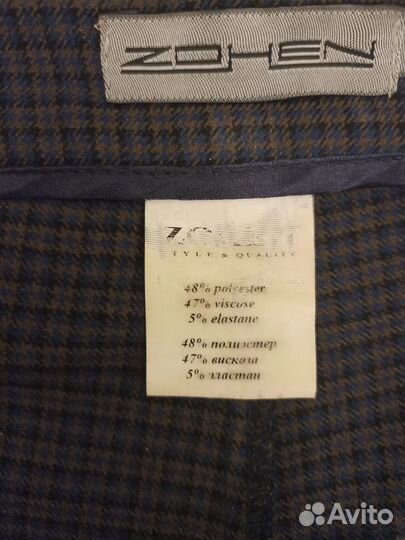 ZOHEN
TYLE & QUALITY
48% polyester
47% viscose
5% elastane
48% полиэстер
47% вискоза
5% эластан
Avito